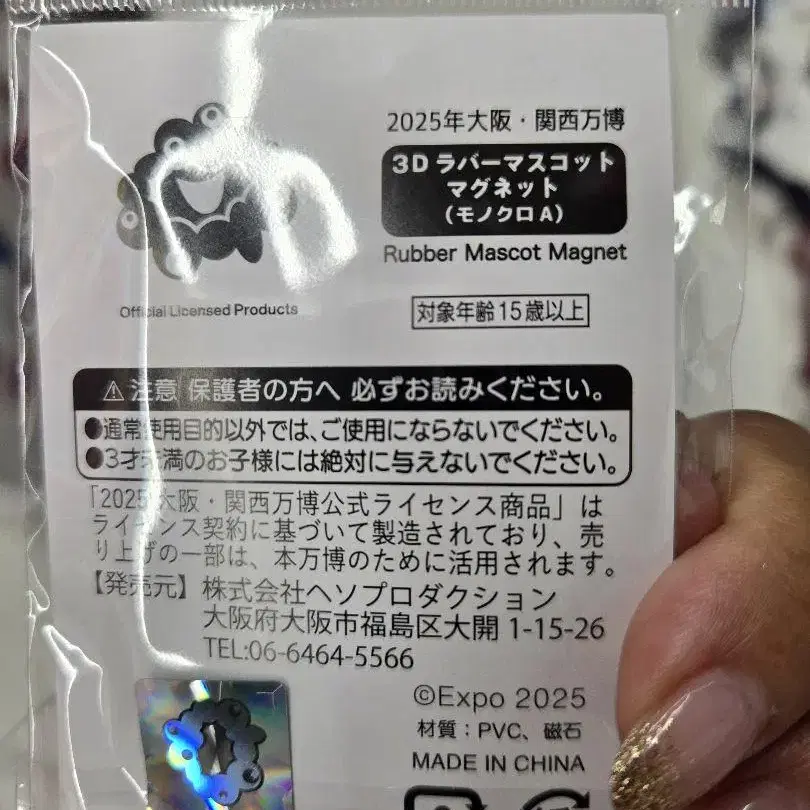 2025年大阪・関西万博
3Dラバーマスコット
マグネット
(モノクロA)
Rubber Mascot Magnet
Official Licensed Products
対象年齢15歳以上
注意 保護者の方へ 必ずお読みください。
●通常使用目的以外では、ご使用にならないでください。
●3才未満のお子様には絶対に与えないでください。
「2025大阪・関西万博公式ライセンス商品」は
ライセンス契約に基づいて製造されており、売
り上げの一部は、本万博のために活用されます。
【発売元】株式会社ヘソプロダクション
大阪府大阪市福島区大開 1-15-26
TEL:06-6464-5566
©Expo 2025
材質:PVC、磁石
MADE IN CHINA